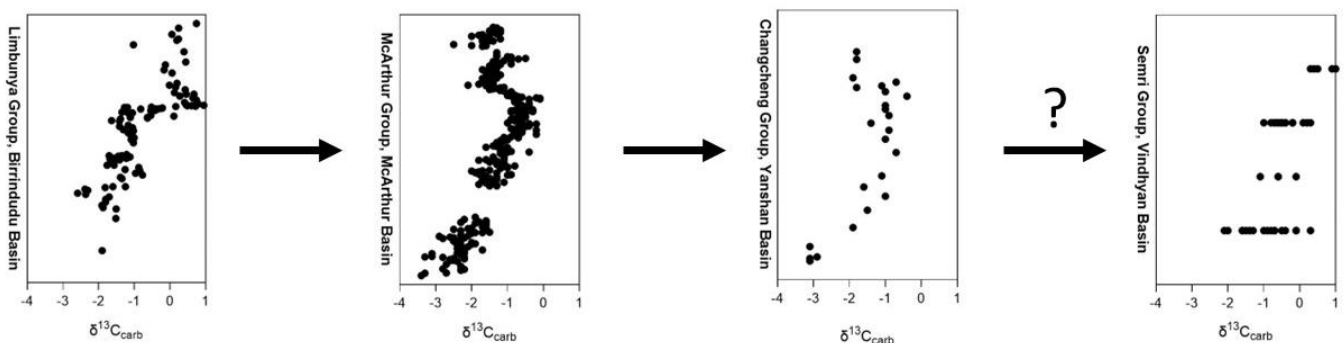 Limbunya Group, Birrindudu Basin
-4 -3 -2 -1 0 1
δ¹³Ccarb
McArthur Group, McArthur Basin
-4 -3 -2 -1 0 1
δ¹³Ccarb
Changcheng Group, Yanshan Basin
-4 -3 -2 -1 0 1
δ¹³Ccarb
?
Semri Group, Vindhyan Basin
-4 -3 -2 -1 0 1
δ¹³Ccarb